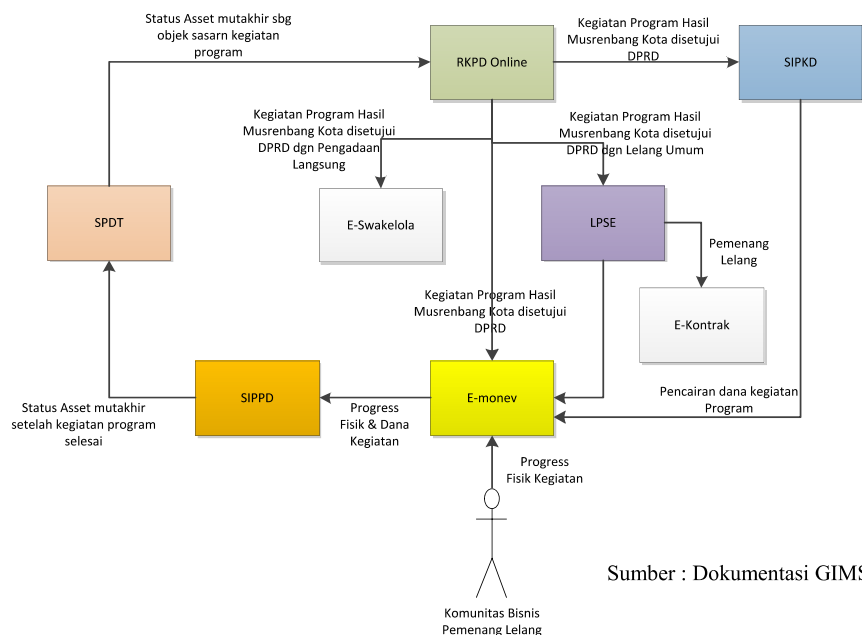 Status Asset mutakhir sbg
objek sasarn kegiatan
program
RKPD Online
Kegiatan Program Hasil
Musrenbang Kota disetujui
DPRD
SIPKD
Kegiatan Program Hasil
Musrenbang Kota disetujui
DPRD dgn Pengadaan
Langsung
Kegiatan Program Hasil
Musrenbang Kota disetujui
DPRD dgn Lelang Umum
SPDT
E-Swakelola
LPSE
Pemenang
Lelang
Kegiatan Program Hasil
Musrenbang Kota disetujui
DPRD
E-Kontrak
Status Asset mutakhir
setelah kegiatan program
selesai
SIPPD
Progress
Fisik & Dana
Kegiatan
E-monev
Pencairan dana kegiatan
Program
Progress
Fisik Kegiatan
Sumber : Dokumentasi GIMS
Komunitas Bisnis
Pemenang Lelang